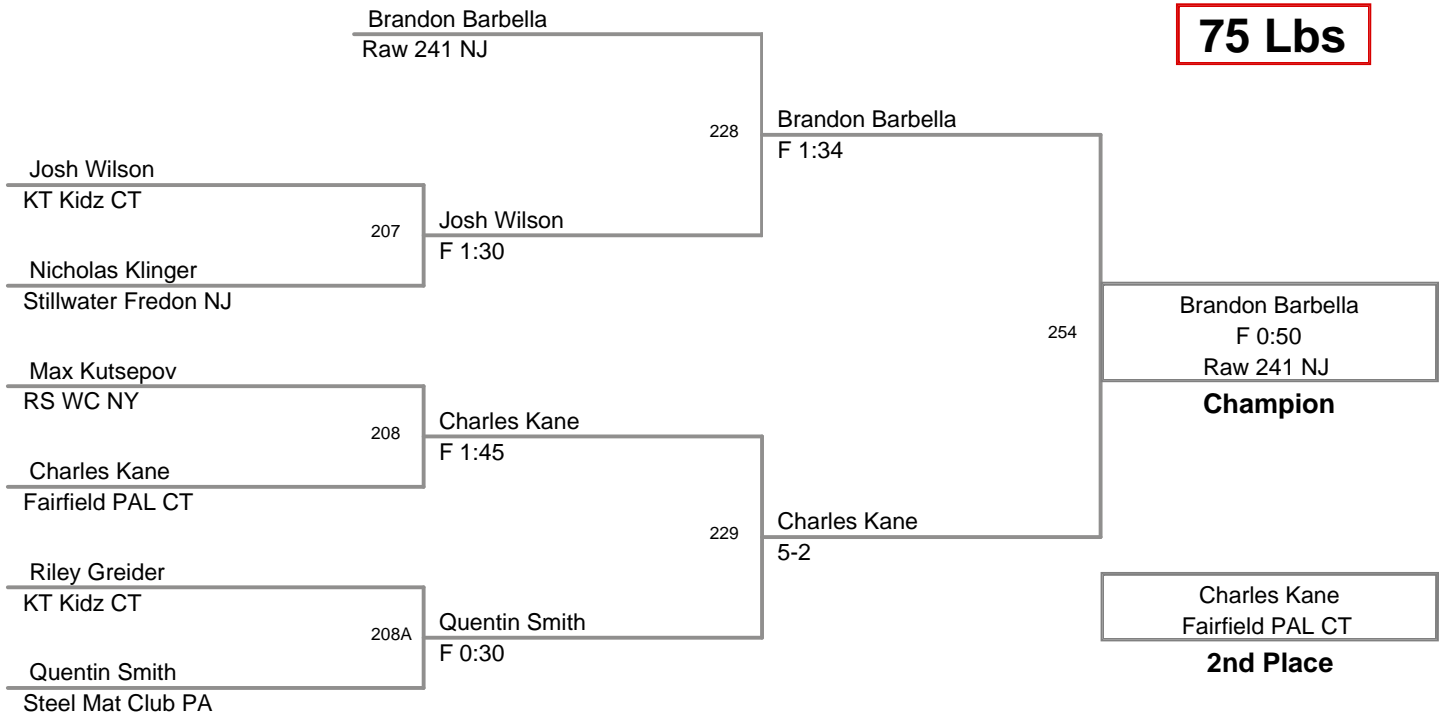 Brandon Barbella
Raw 241 NJ
75 Lbs
228
Brandon Barbella
F 1:34
Josh Wilson
KT Kidz CT
207
Josh Wilson
F 1:30
Nicholas Klinger
Stillwater Fredon NJ
254
Brandon Barbella
F 0:50
Raw 241 NJ
Champion
Max Kutsepov
RS WC NY
208
Charles Kane
F 1:45
Charles Kane
Fairfield PAL CT
229
Charles Kane
5-2
Riley Greider
KT Kidz CT
208A
Quentin Smith
F 0:30
Quentin Smith
Steel Mat Club PA
Charles Kane
Fairfield PAL CT
2nd Place